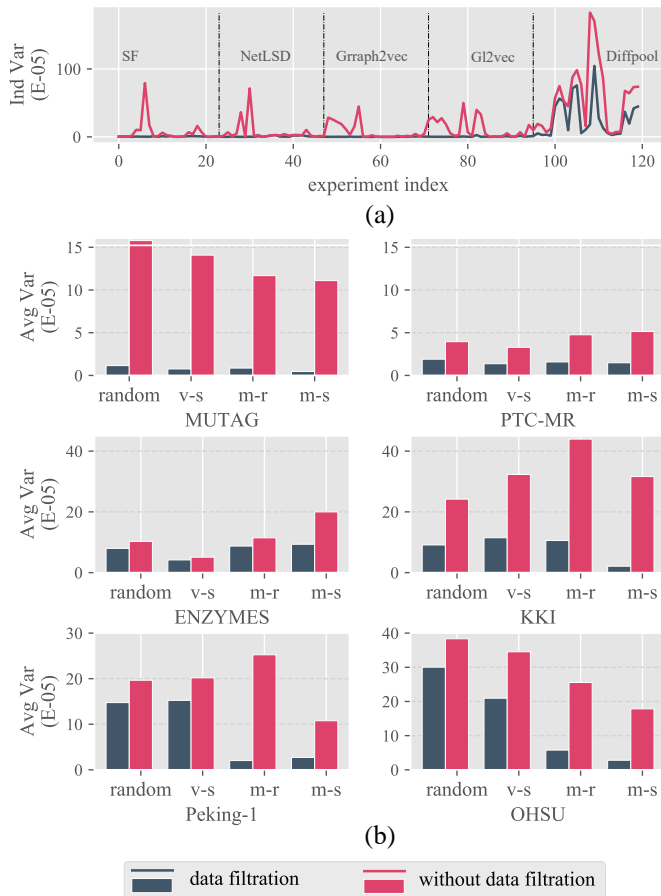 Ind Var
(E-05)
100
0
SF
NetLSD
Grraph2vec
Gl2vec
Diffpool
0 20 40 60 80 100 120
experiment index
(a)
Avg Var
(E-05)
15
10
5
0
random v-s m-r m-s
MUTAG
15
10
5
0
random v-s m-r m-s
PTC-MR
Avg Var
(E-05)
40
20
0
random v-s m-r m-s
ENZYMES
40
20
0
random v-s m-r m-s
KKI
Avg Var
(E-05)
30
20
10
0
random v-s m-r m-s
Peking-1
40
30
20
10
0
random v-s m-r m-s
OHSU
(b)
data filtration without data filtration